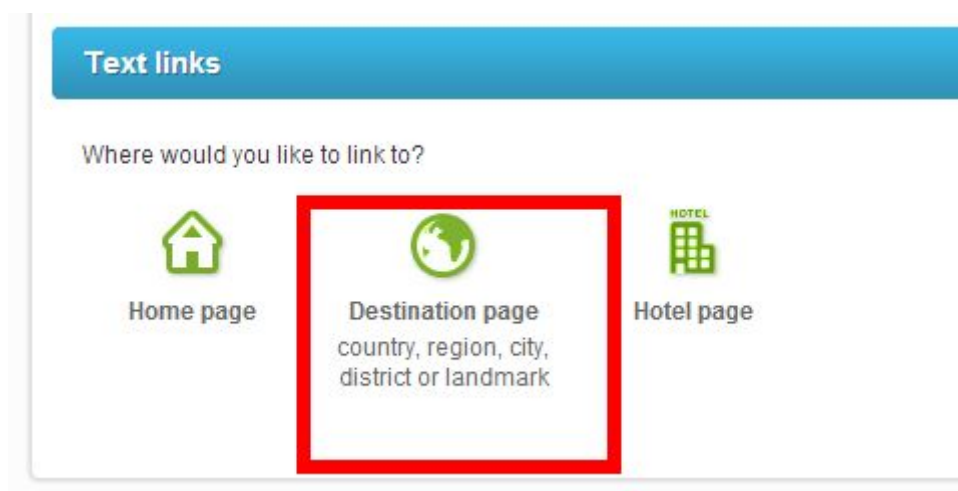 Text links
Where would you like to link to?
HOTEL
Home page
Destination page
Hotel page
country, region, city,
district or landmark